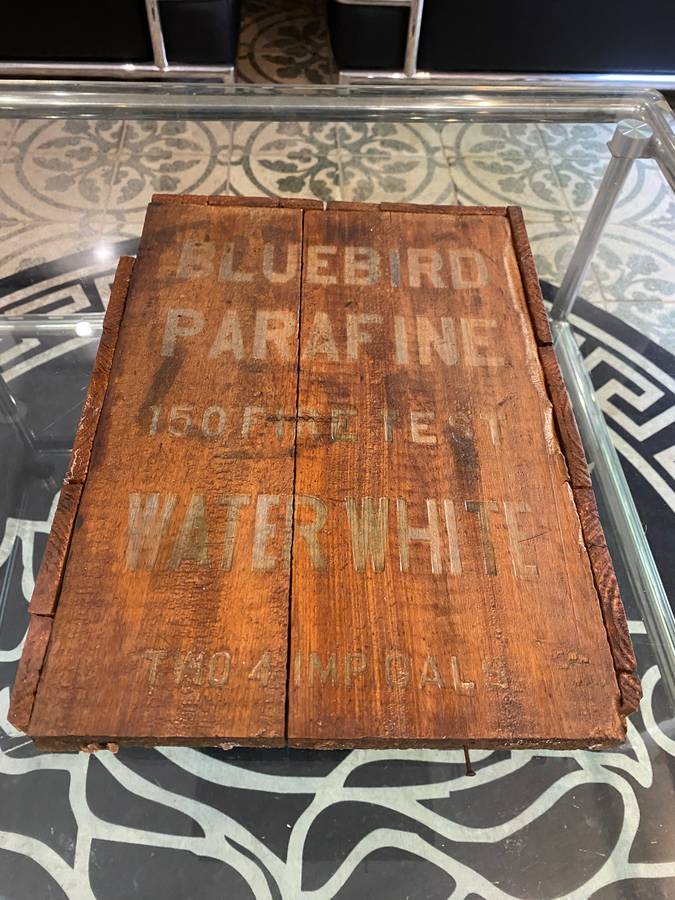 BLUEBIRD
PARAFINE
150 FIRE TEST
WATER WHITE
TWO 4 IMP GALS